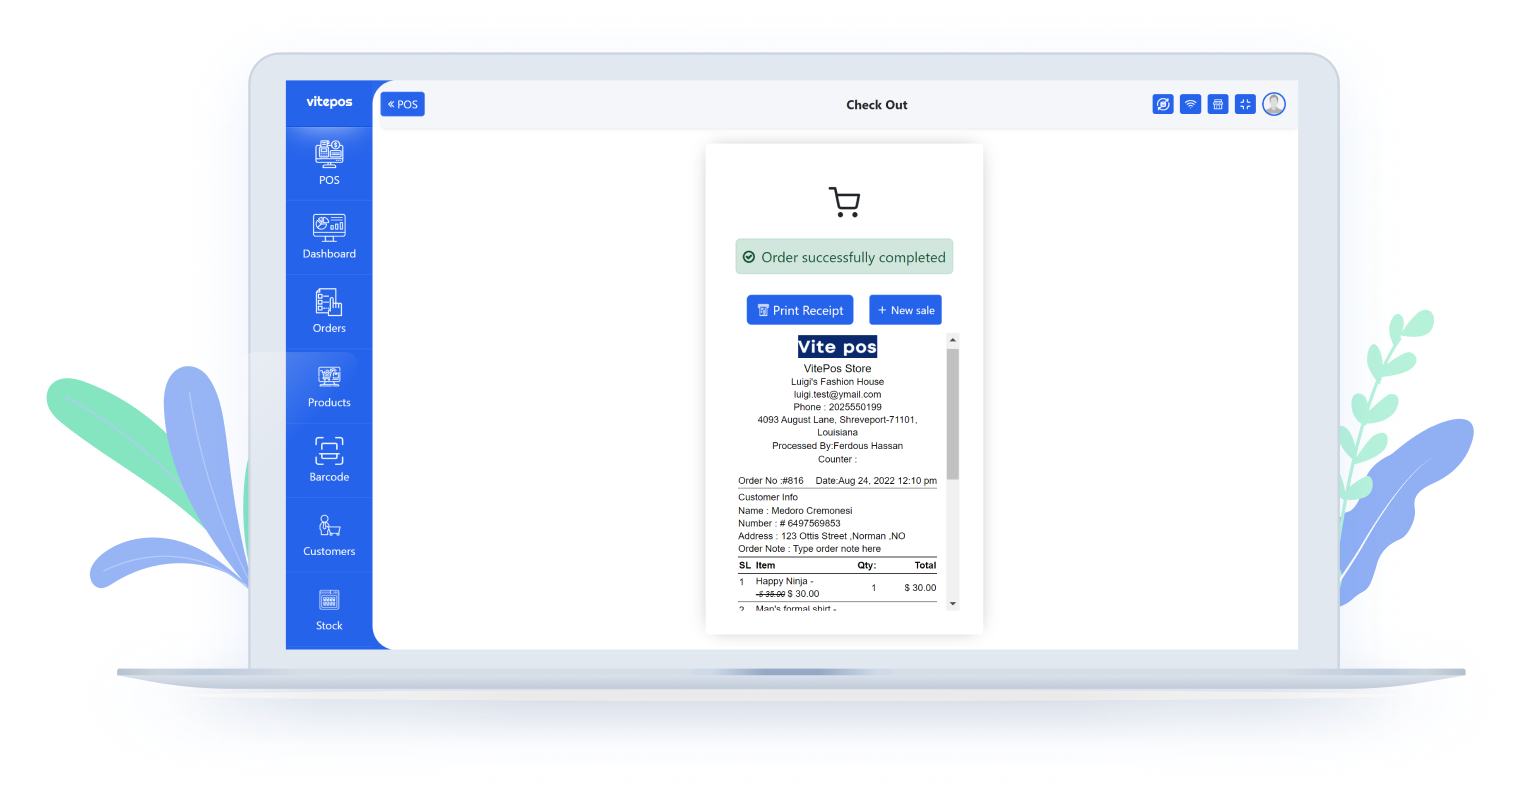 vitepos
« POS
Check Out
POS
Dashboard
Orders
Products
Barcode
Customers
Stock
Order successfully completed
Print Receipt
+ New sale
Vite pos
VitePos Store
Luigi's Fashion House
luigi.test@ymail.com
Phone : 2025550199
4093 August Lane, Shreveport-71101,
Louisiana
Processed By:Ferdous Hassan
Counter :
Order No :#816 Date:Aug 24, 2022 12:10 pm
Customer Info
Name : Medoro Cremonesi
Number : # 6497569853
Address : 123 Ottis Street ,Norman ,NO
Order Note : Type order note here
SL Item Qty: Total
1 Happy Ninja -
-$ 35.00 $ 30.00 1 $ 30.00
2 Man's formal shirt -